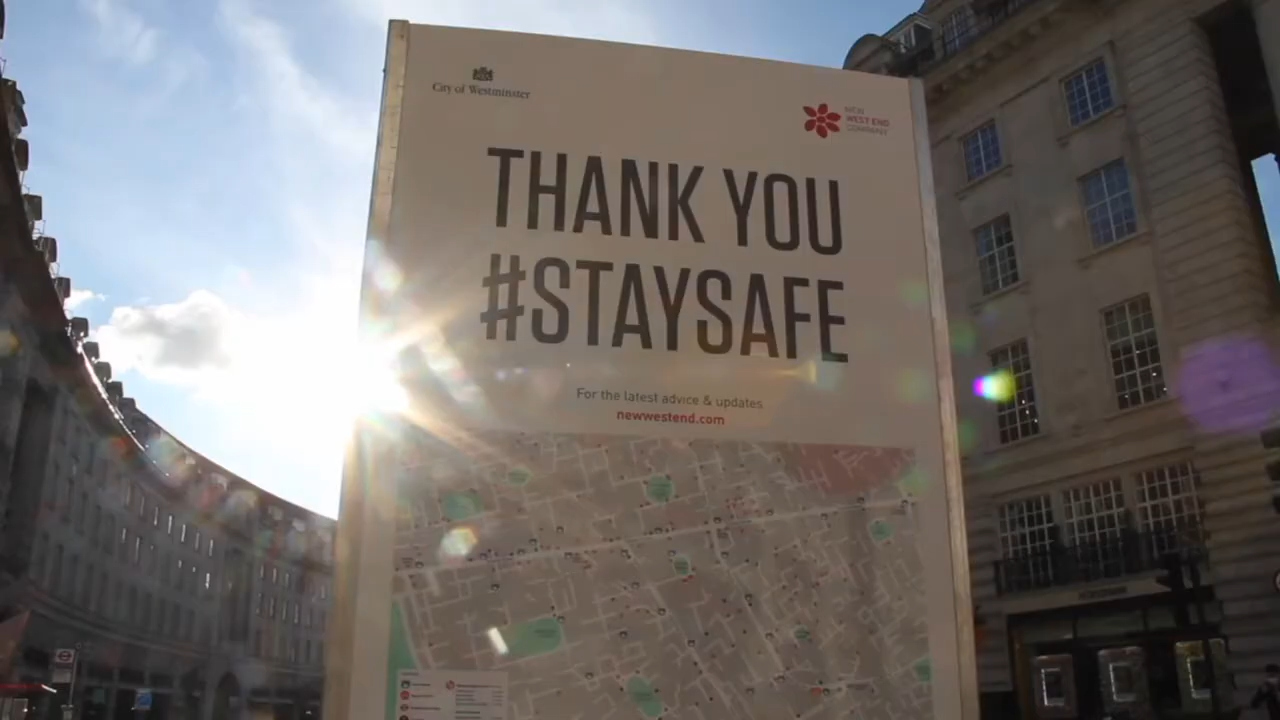 City of Westminster
NEW
WEST END
COMPANY
THANK YOU
#STAYSAFE
For the latest advice & updates
newwestend.com